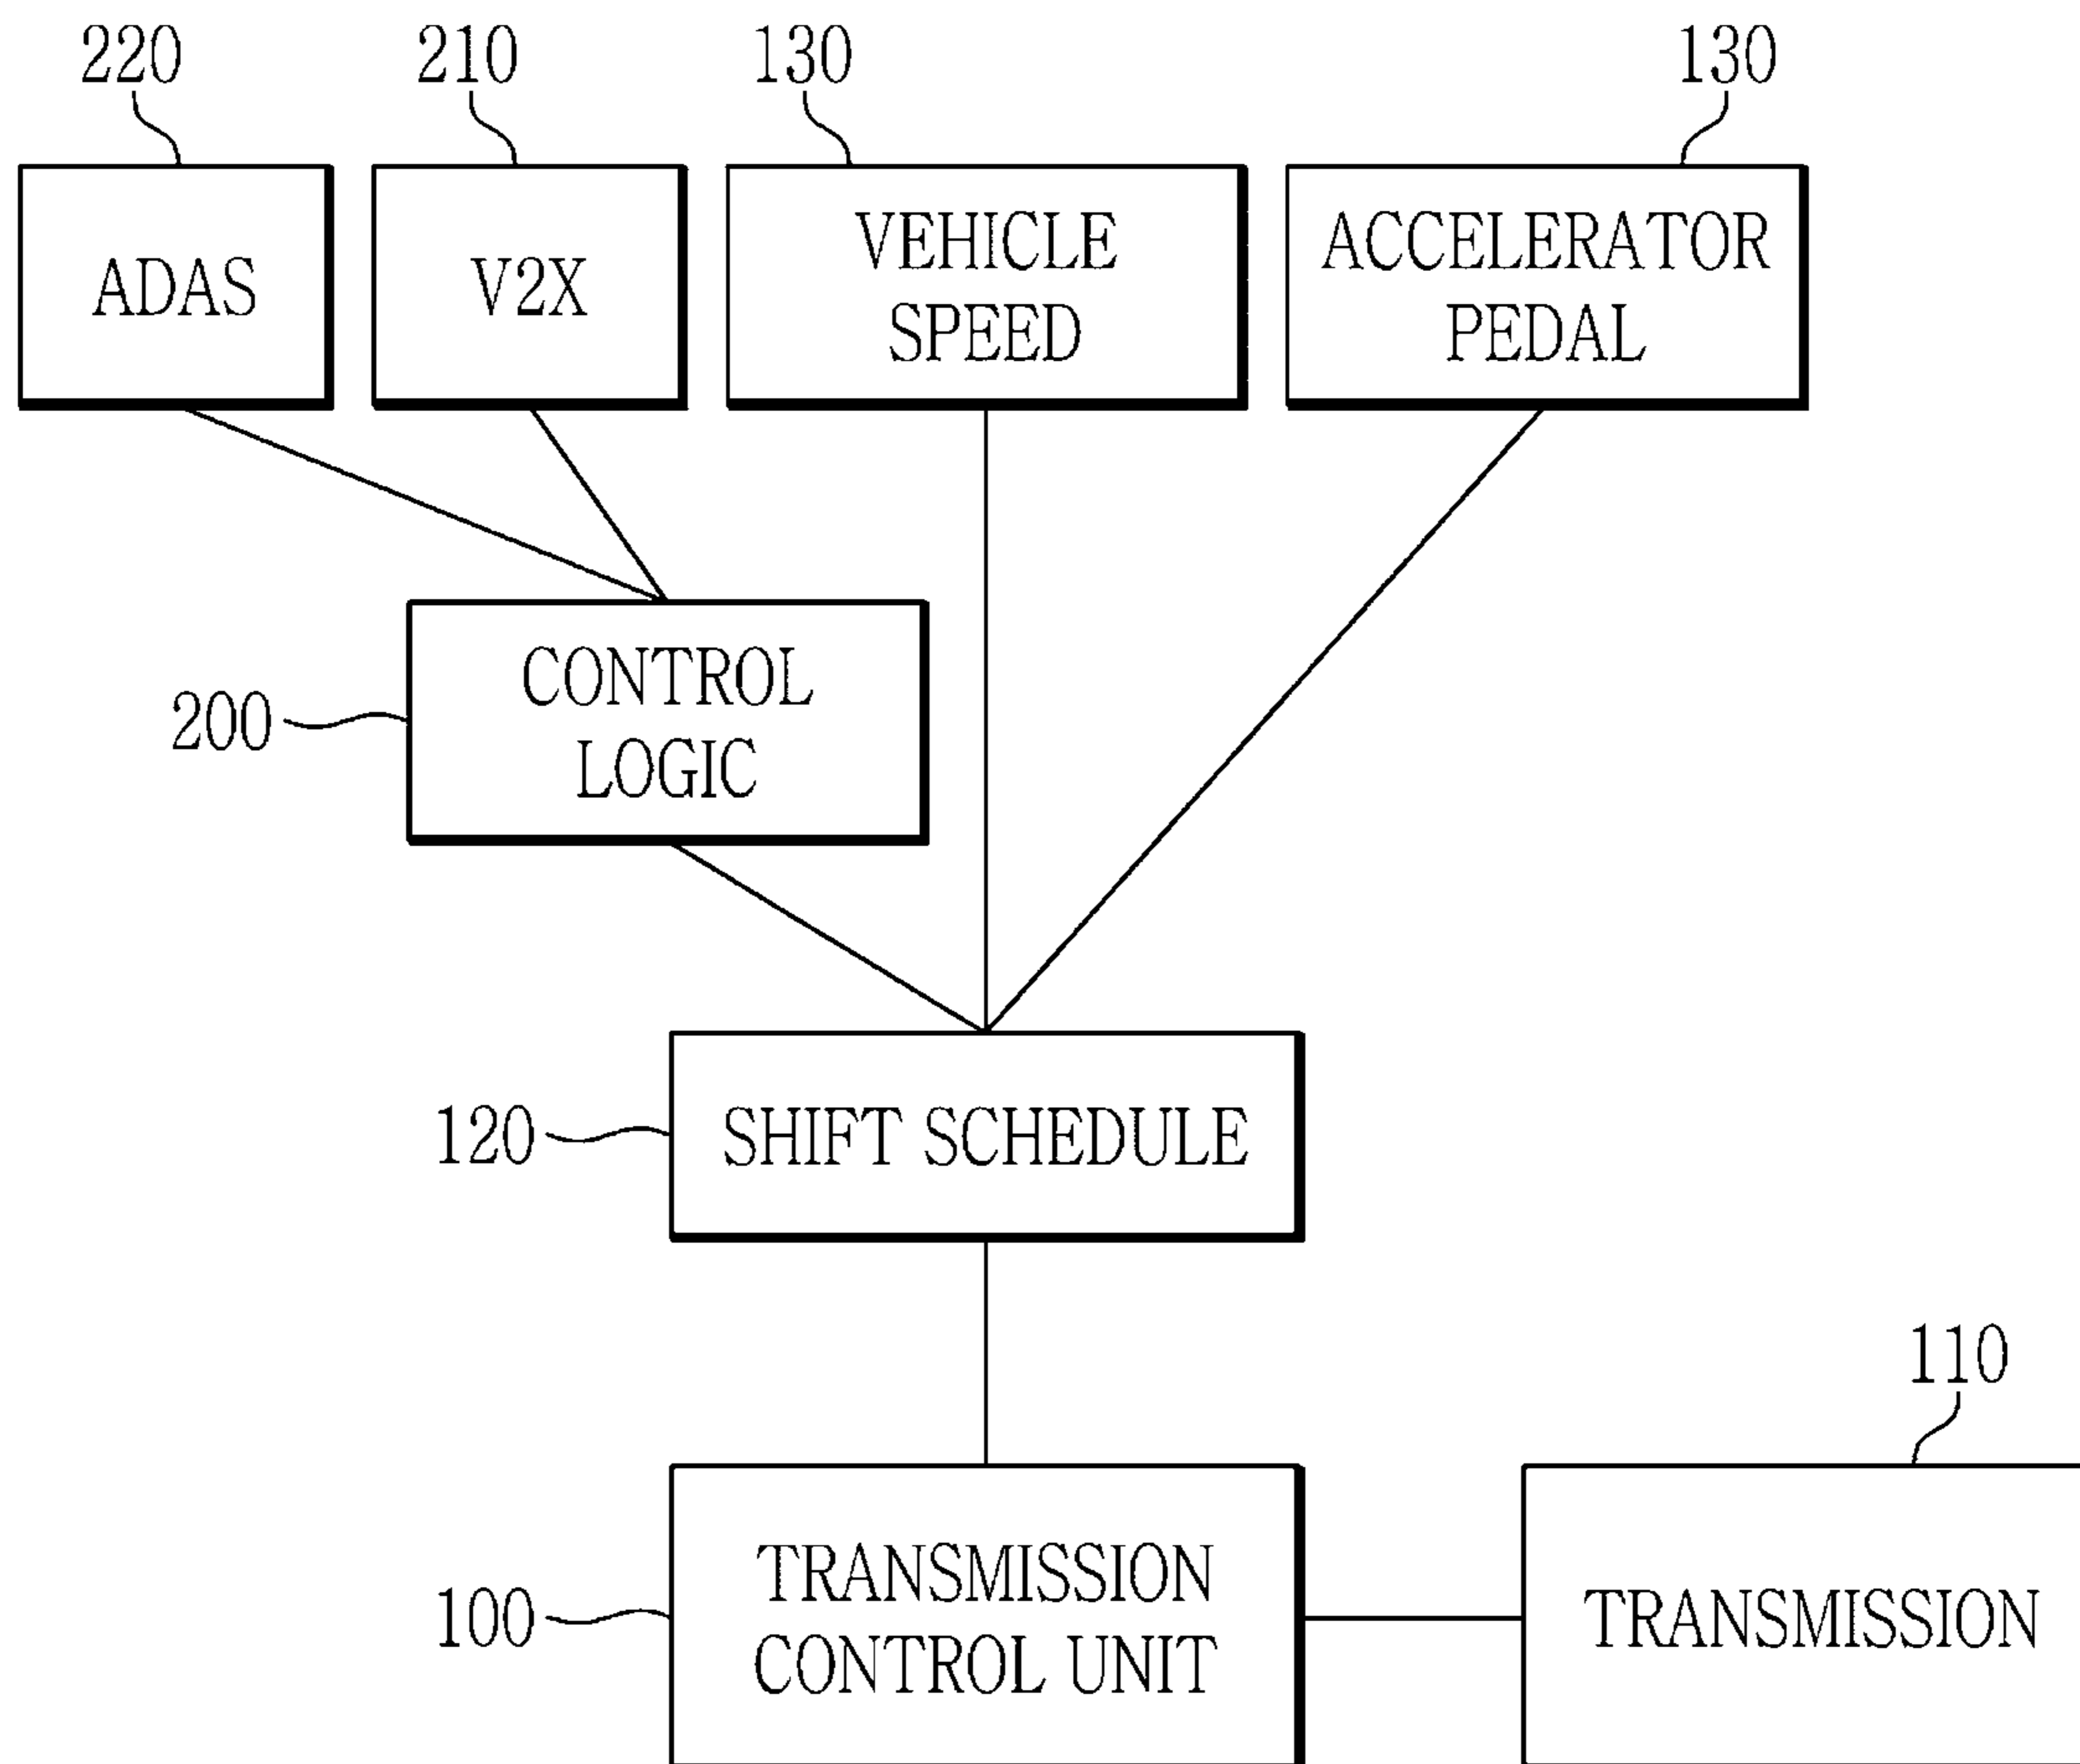 220
210
130
130
ADAS
V2X
VEHICLE
SPEED
ACCELERATOR
PEDAL
200
CONTROL
LOGIC
120
SHIFT SCHEDULE
110
100
TRANSMISSION
CONTROL UNIT
TRANSMISSION